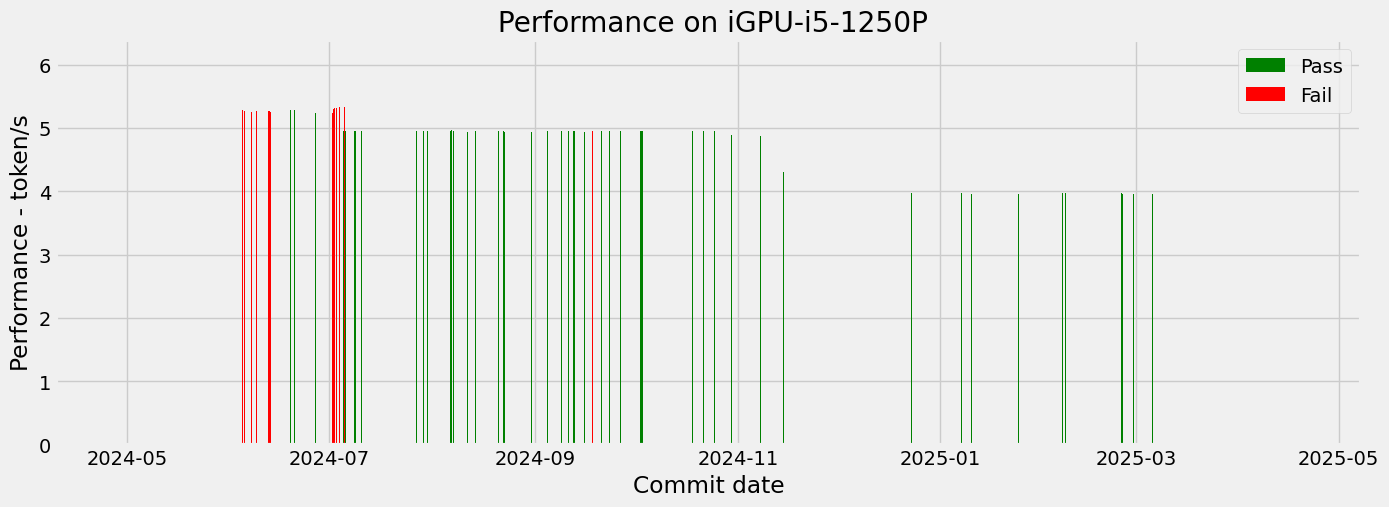 Performance on iGPU-i5-1250P
Performance - token/s
6
5
4
3
2
1
0
Pass
Fail
2024-05 2024-07 2024-09 2024-11 2025-01 2025-03 2025-05
Commit date